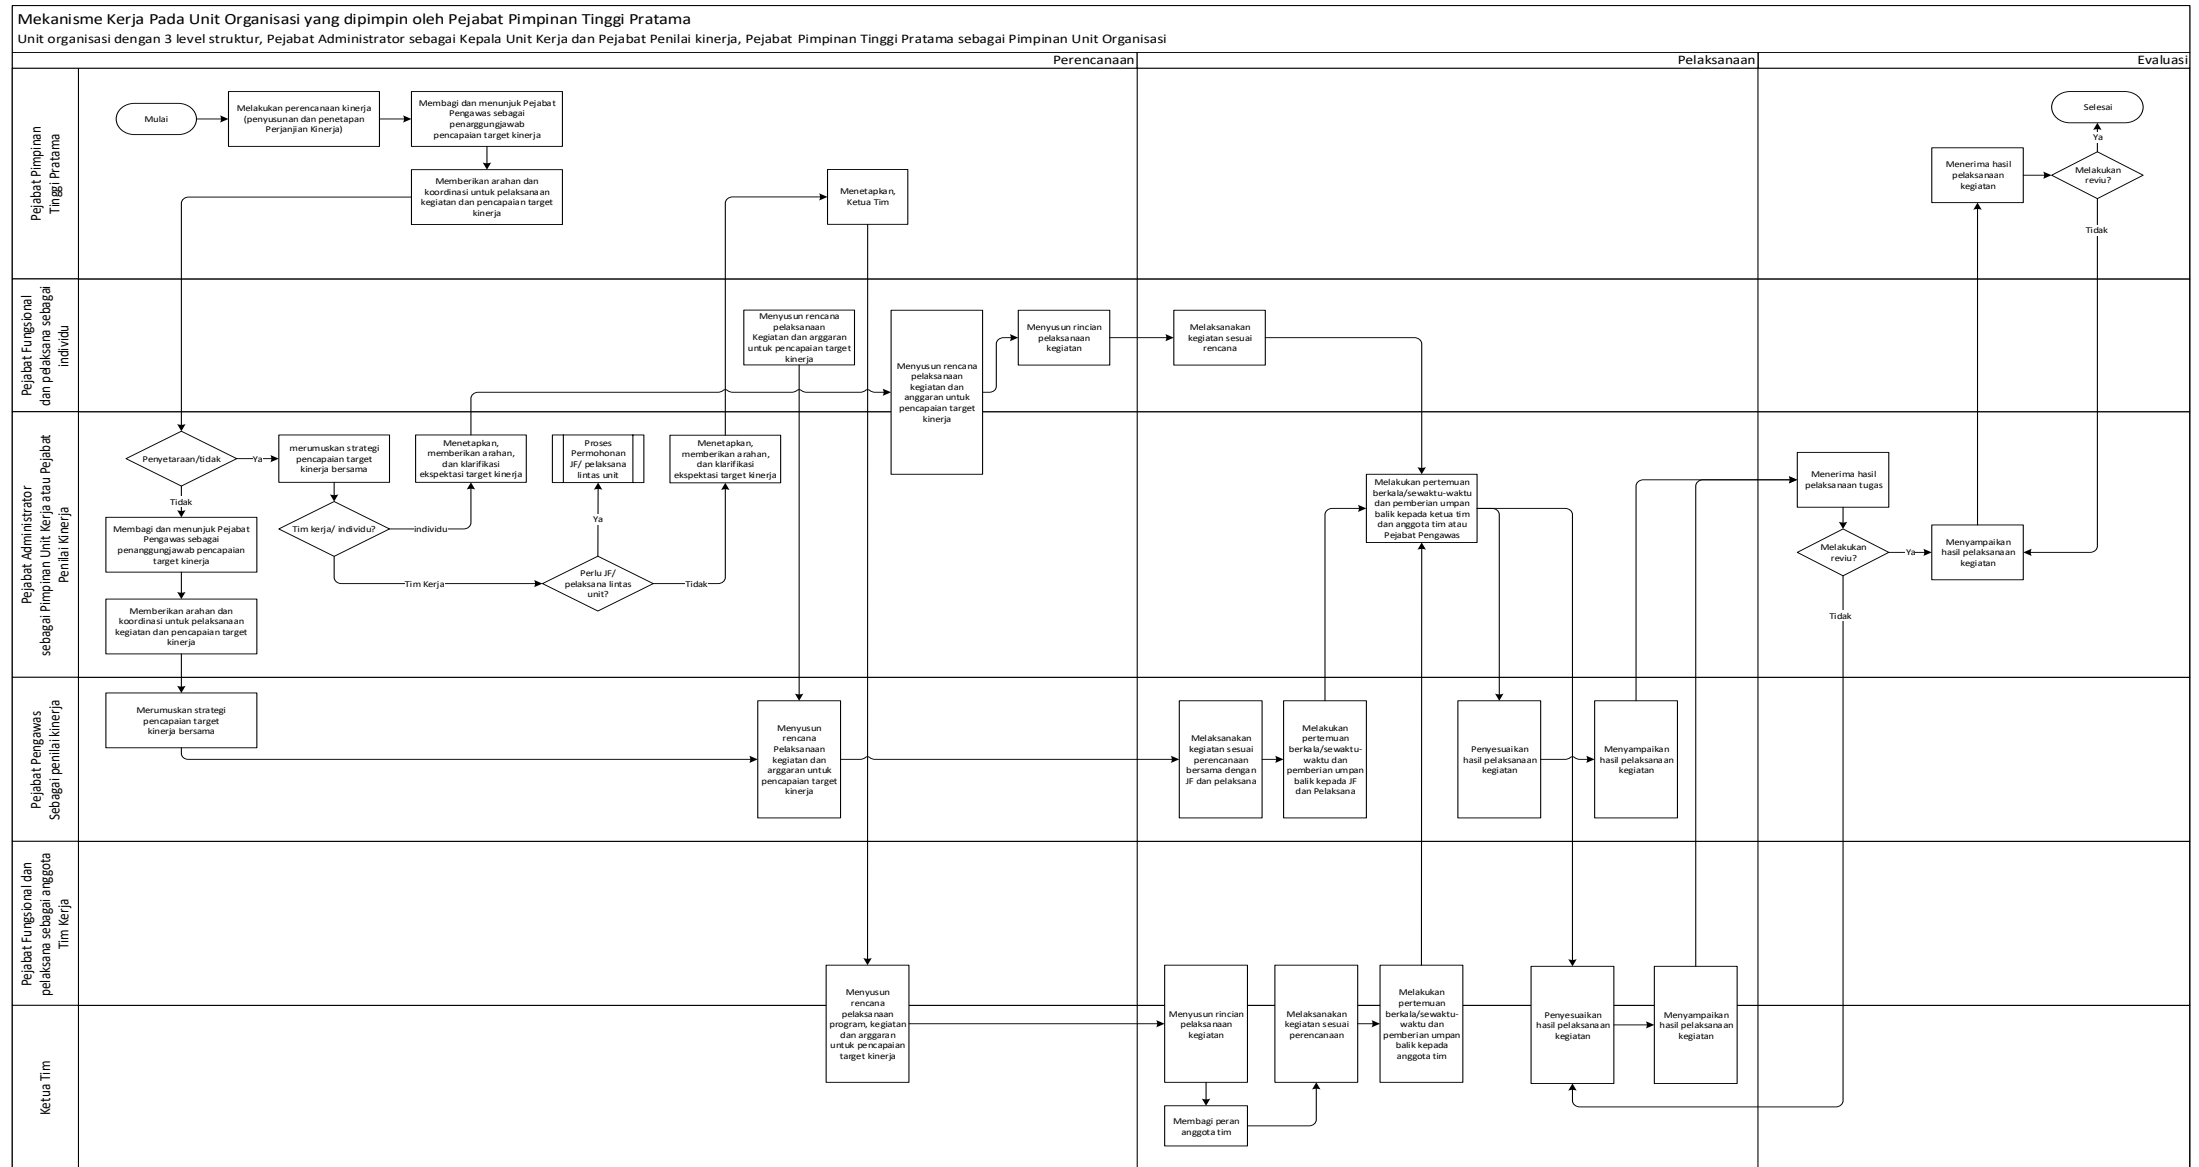 Mekanisme Kerja Pada Unit Organisasi yang dipimpin oleh Pejabat Pimpinan Tinggi Pratama
Unit organisasi dengan 3 level struktur, Pejabat Administrator sebagai Kepala Unit Kerja dan Pejabat Penilai kinerja, Pejabat Pimpinan Tinggi Pratama sebagai Pimpinan Unit Organisasi
Perencanaan
Pelaksanaan
Evaluasi
Pejabat Pimpinan
Tinggi Pratama
Mulai
Melakukan perencanaan kinerja
(penyusunan dan penetapan
Perjanjian Kinerja)
Membagi dan menunjuk Pejabat
Pengawas sebagai
penarggungjawab
pencapaian target kinerja
Memberikan arahan dan
koordinasi untuk pelaksanaan
kegiatan dan pencapaian target
kinerja
Menetapkan,
Ketua Tim
Menerima hasil
pelaksanaan
kegiatan
Melakukan
reviu?
Ya
Selesai
Tidak
Pejabat Fungsional
dan pelaksana sebagai
individu
Menyusun rencana
pelaksanaan
Kegiatan dan arggaran
untuk pencapaian target
kinerja
Menyusun rencana
pelaksanaan
kegiatan dan
anggaran untuk
pencapaian target
kinerja
Menyusun rincian
pelaksanaan
kegiatan
Melaksanakan
kegiatan sesuai
rencana
Pejabat Administrator
sebagai Pimpinan Unit Kerja atau Pejabat
Penilai Kinerja
Penyetaraan/tidak
Ya
merumuskan strategi
pencapaian target
kinerja bersama
Tidak
Membagi dan menunjuk Pejabat
Pengawas sebagai
penanggungjawab pencapaian
target kinerja
Memberikan arahan dan
koordinasi untuk pelaksanaan
kegiatan dan pencapaian target
kinerja
Tim kerja/ individu?
individu
Tim Kerja
Menetapkan,
memberikan arahan,
dan klarifikasi
ekspektasi target kinerja
Proses
Permohonan
JF/ pelaksana
lintas unit
Ya
Perlu JF/
pelaksana lintas
unit?
Tidak
Menetapkan,
memberikan arahan,
dan klarifikasi
ekspektasi target kinerja
Melakukan pertemuan
berkala/sewaktu-waktu
dan pemberian umpan
balik kepada ketua tim
dan anggota tim atau
Pejabat Pengawas
Menerima hasil
pelaksanaan tugas
Melakukan
reviu?
Ya
Menyampaikan
hasil pelaksanaan
kegiatan
Tidak
Pejabat Pengawas
Sebagai penilai kinerja
Merumuskan strategi
pencapaian target
kinerja bersama
Menyusun
rencana
Pelaksanaan
kegiatan dan
arggaran untuk
pencapaian target
kinerja
Melaksanakan
kegiatan sesuai
perencanaan
bersama dengan
JF dan pelaksana
Melakukan
pertemuan
berkala/sewaktu-
waktu dan
pemberian umpan
balik kepada JF
dan Pelaksana
Penyesuaikan
hasil pelaksanaan
kegiatan
Menyampaikan
hasil pelaksanaan
kegiatan
Pejabat Fungsional dan
pelaksana sebagai anggota
Tim Kerja
Ketua Tim
Menyusun
rencana
pelaksanaan
program, kegiatan
dan arggaran
untuk pencapaian
target kinerja
Menyusun rincian
pelaksanaan
kegiatan
Membagi peran
anggota tim
Melaksanakan
kegiatan sesuai
perencanaan
Melakukan
pertemuan
berkala/sewaktu-
waktu dan
pemberian umpan
balik kepada
anggota tim
Penyesuaikan
hasil pelaksanaan
kegiatan
Menyampaikan
hasil pelaksanaan
kegiatan